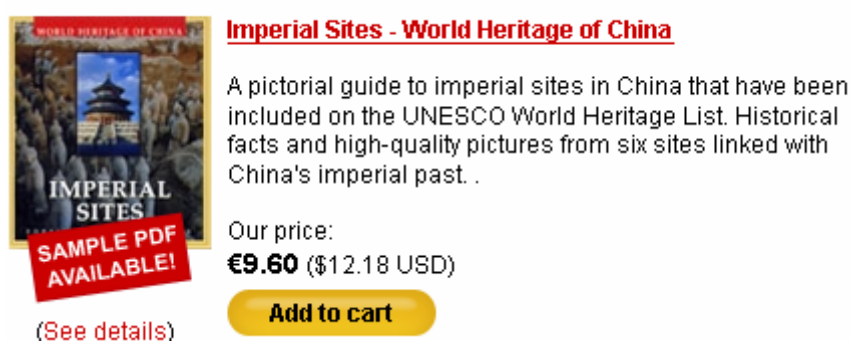 WORLD HERITAGE OF CHINA
IMPERIAL
SITES
SAMPLE PDF
AVAILABLE!
(See details)
Imperial Sites - World Heritage of China
A pictorial guide to imperial sites in China that have been
included on the UNESCO World Heritage List. Historical
facts and high-quality pictures from six sites linked with
China's imperial past. .
Our price:
€9.60 ($12.18 USD)
Add to cart